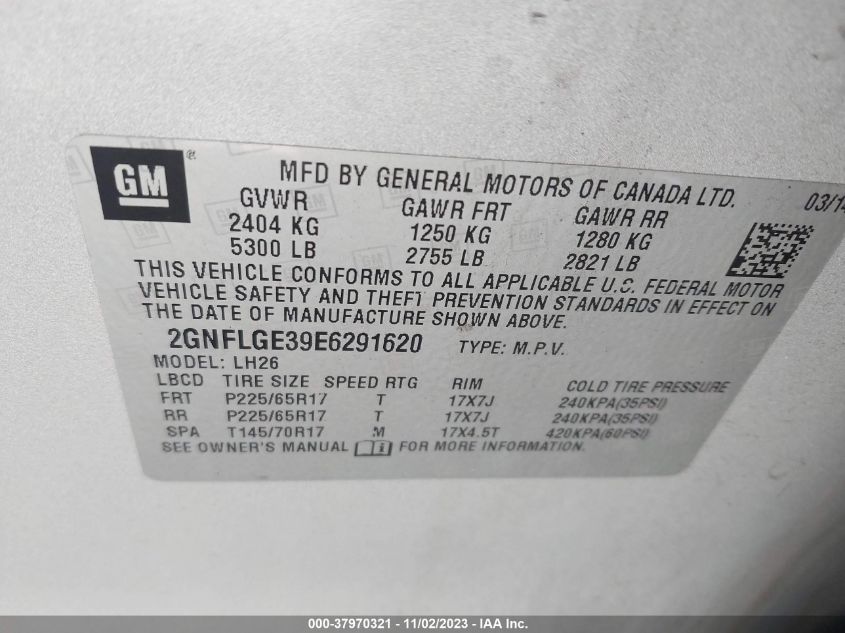 GM ® MFD BY GENERAL MOTORS OF CANADA LTD. 03/14
GVWR GAWR FRT GAWR RR
2404 KG 1250 KG 1280 KG
5300 LB 2755 LB 2821 LB
THIS VEHICLE CONFORMS TO ALL APPLICABLE U.S. FEDERAL MOTOR
VEHICLE SAFETY AND THEFT PREVENTION STANDARDS IN EFFECT ON
THE DATE OF MANUFACTURE SHOWN ABOVE.
2GNFLGE39E6291620 TYPE: M.P.V.
MODEL: LH26
LBCD TIRE SIZE SPEED RTG RIM COLD TIRE PRESSURE
FRT P225/65R17 T 17X7J 240KPA(35PSI)
RR P225/65R17 T 17X7J 240KPA(35PSI)
SPA T145/70R17 M 17X4.5T 420KPA(60PSI)
SEE OWNER'S MANUAL FOR MORE INFORMATION.
000-37970321 - 11/02/2023 - IAA Inc.